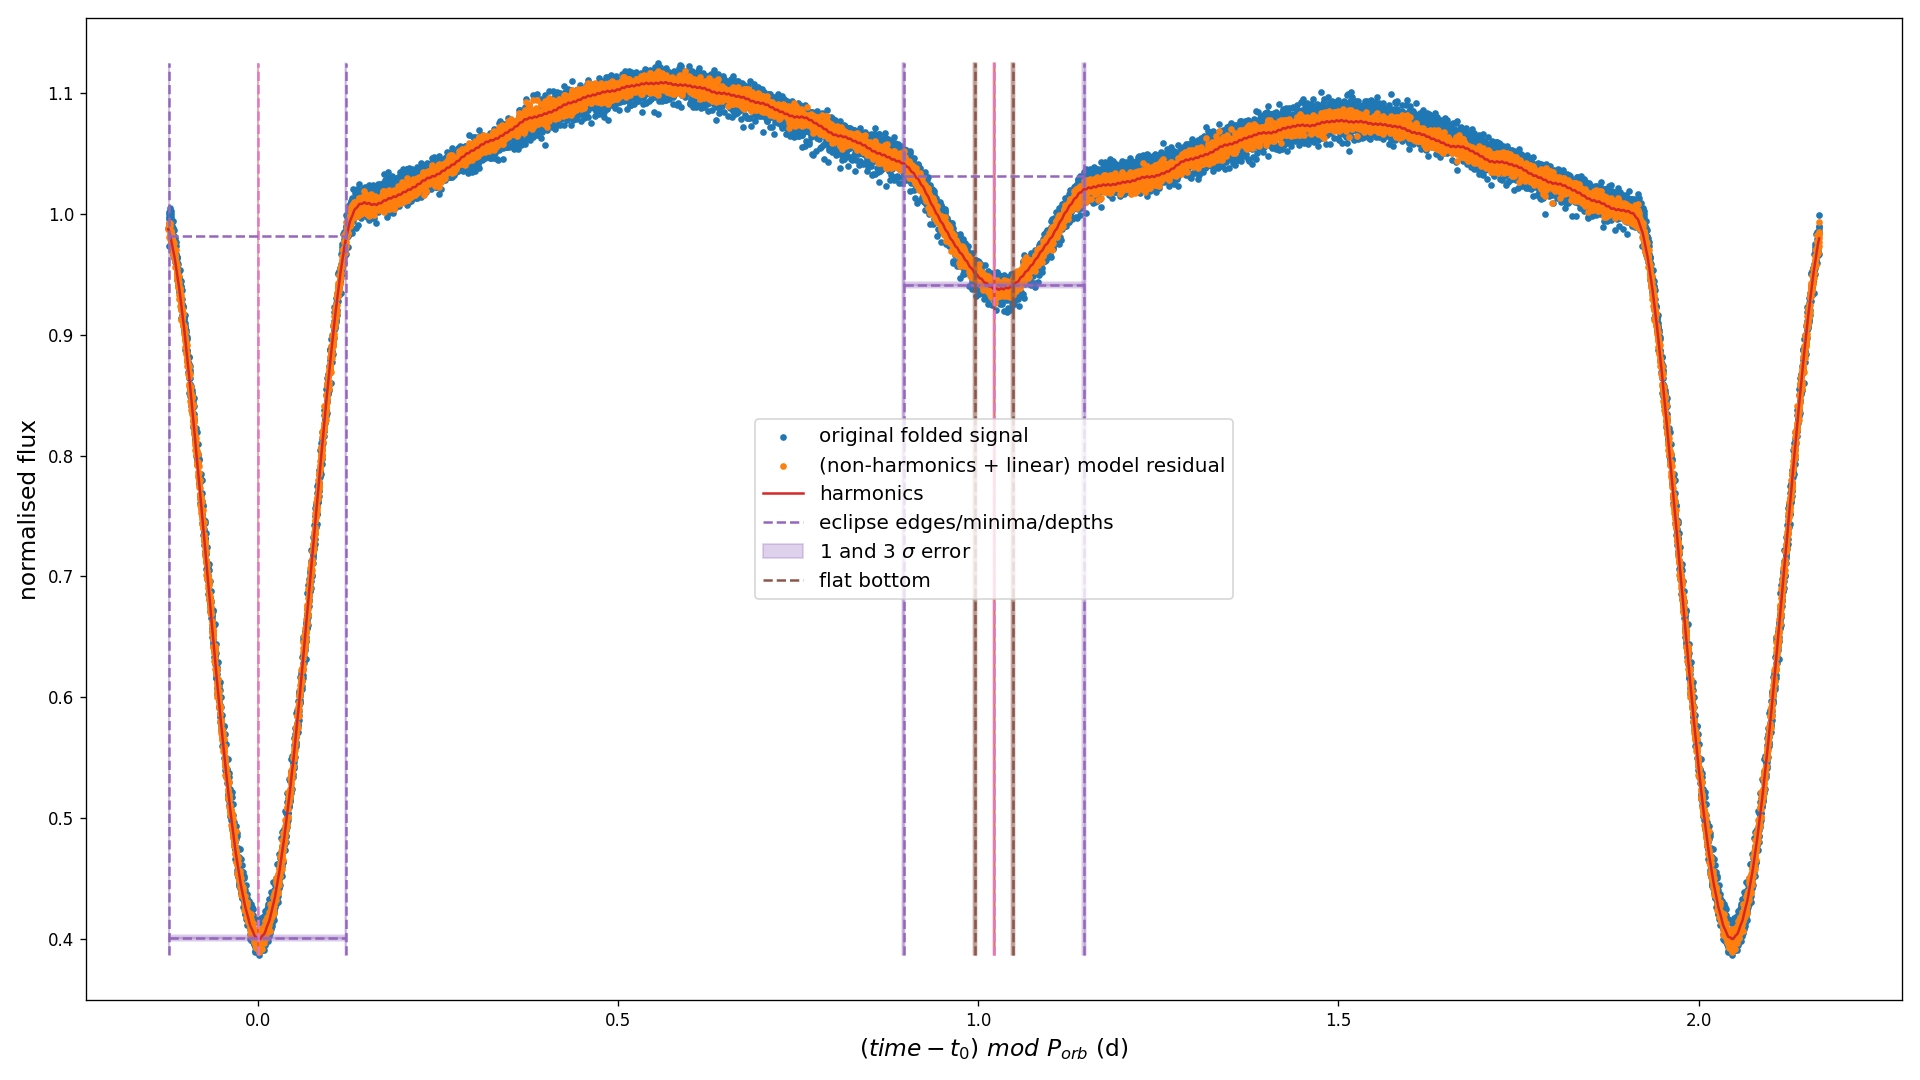 normalised flux
1.1
1.0
0.9
0.8
0.7
0.6
0.5
0.4
original folded signal
(non-harmonics + linear) model residual
harmonics
eclipse edges/minima/depths
1 and 3 σ error
flat bottom
0.0 0.5 1.0 1.5 2.0
(time − t₀) mod Pₒᵣb (d)